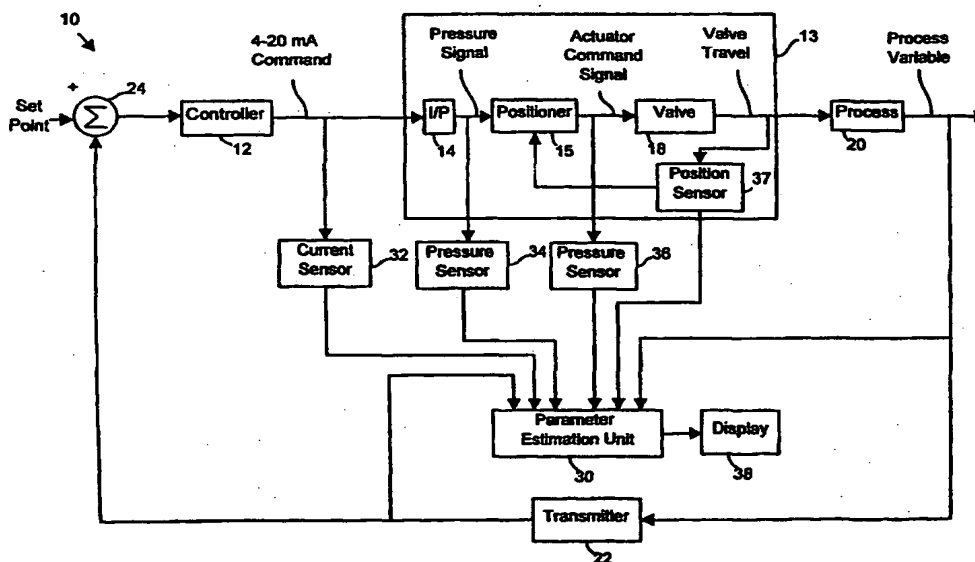 10
4-20 mA
Command
Pressure
Signal
Actuator
Command
Signal
Valve
Travel
13
Process
Variable
+
24
Set
Point
Σ
Controller
12
I/P
14
Positioner
15
Valve
18
Process
20
Position
Sensor
37
Current
Sensor
32
Pressure
Sensor
34
Pressure
Sensor
36
Parameter
Estimation Unit
30
Display
38
Transmitter
22